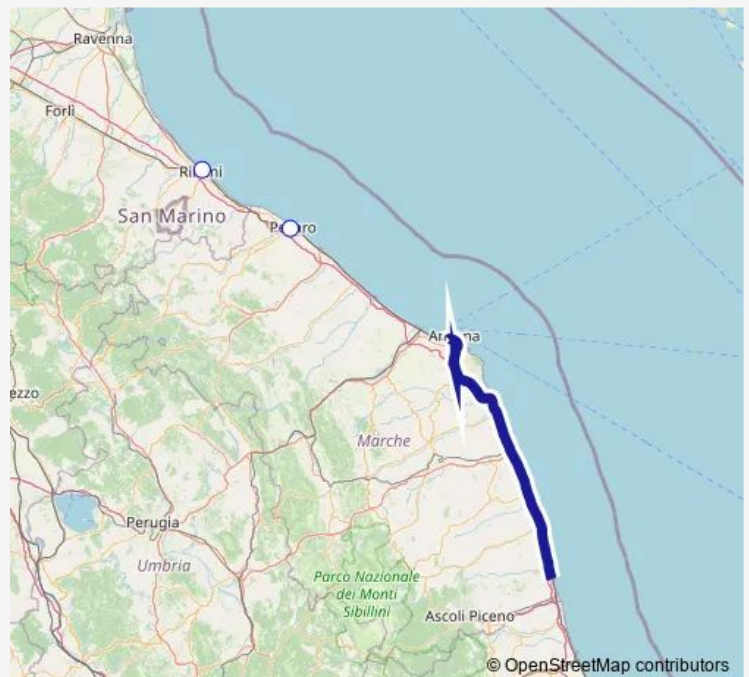 Ravenna
Forlì
San Marino
Marche
ezzo
Perugia
Umbria
Parco Nazionale
dei Monti
Sibillini
Ascoli Piceno
© OpenStreetMap contributors